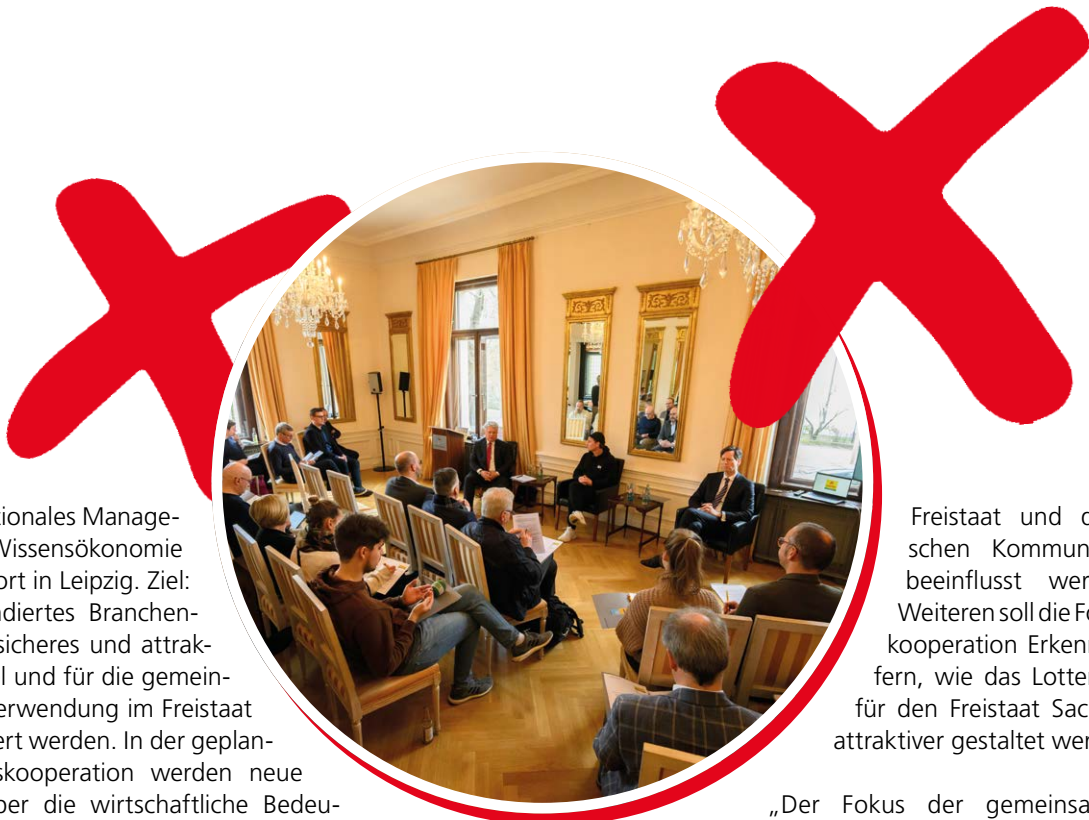 tionales Manage-
Wissensökonomie
ort in Leipzig. Ziel:
ndiertes Branchen-
sicheres und attrak-
l und für die gemein-
erwendung im Freistaat
ert werden. In der geplan-
skooperation werden neue
ber die wirtschaftliche Bedeu-
Freistaat und d
schen Kommun
beeinflusst wer
Weiteren soll die Fo
kooperation Erkenn
fern, wie das Lotter
für den Freistaat Sac
attraktiver gestaltet wer
„Der Fokus der gemeinsa